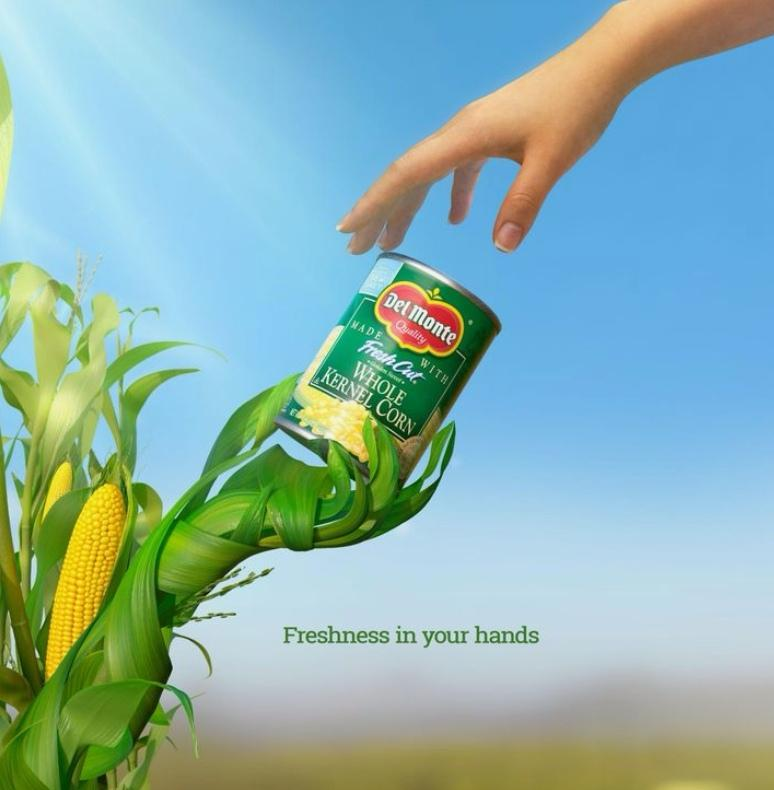 Del Monte
Quality
MADE WITH
Fresh Cut
WHOLE
KERNEL CORN
Freshness in your hands